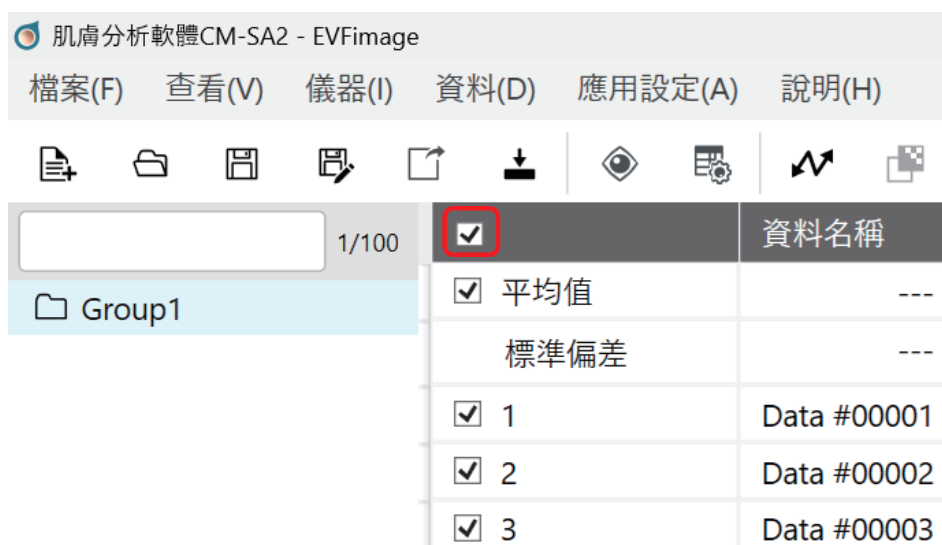 肌膚分析軟體CM-SA2 - EVFimage
檔案(F) 查看(V) 儀器(I) 資料(D) 應用設定(A) 說明(H)
1/100
資料名稱
Group1
平均值 ---
標準偏差 ---
1 Data #00001
2 Data #00002
3 Data #00003